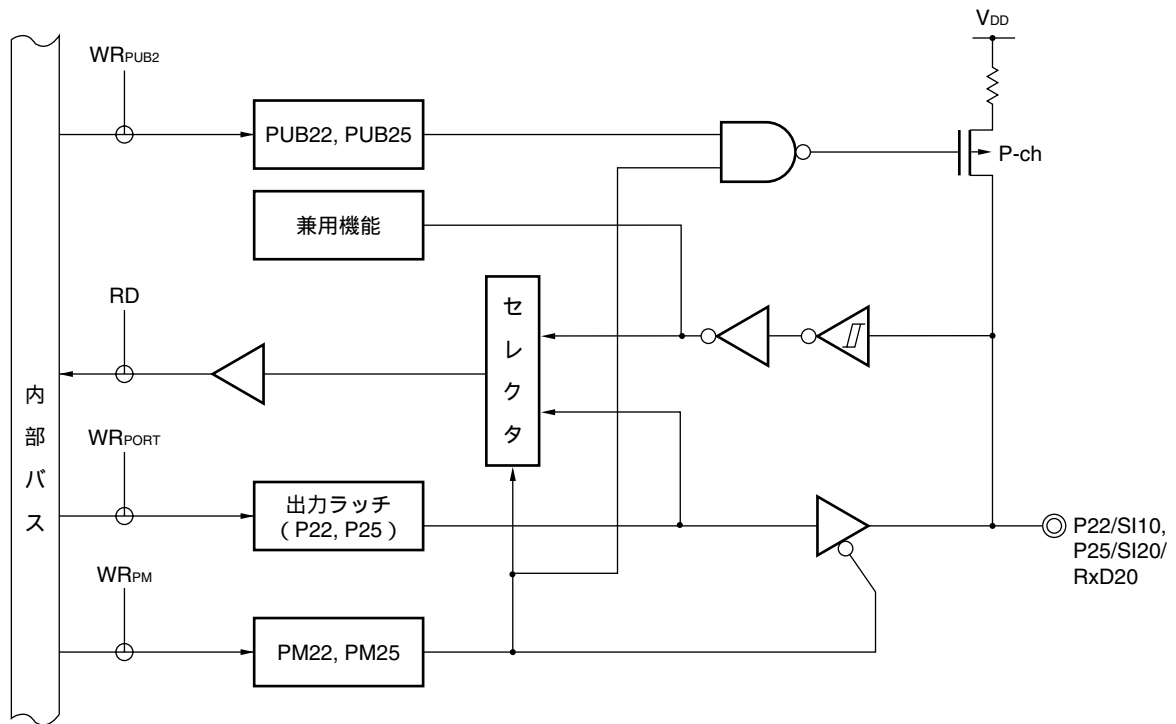 VDD
WRPUB2
PUB22, PUB25
P-ch
兼用機能
RD
セレクタ
内部バス
WRPORT
出力ラッチ
( P22, P25 )
P22/SI10,
P25/SI20/
RxD20
WRPM
PM22, PM25